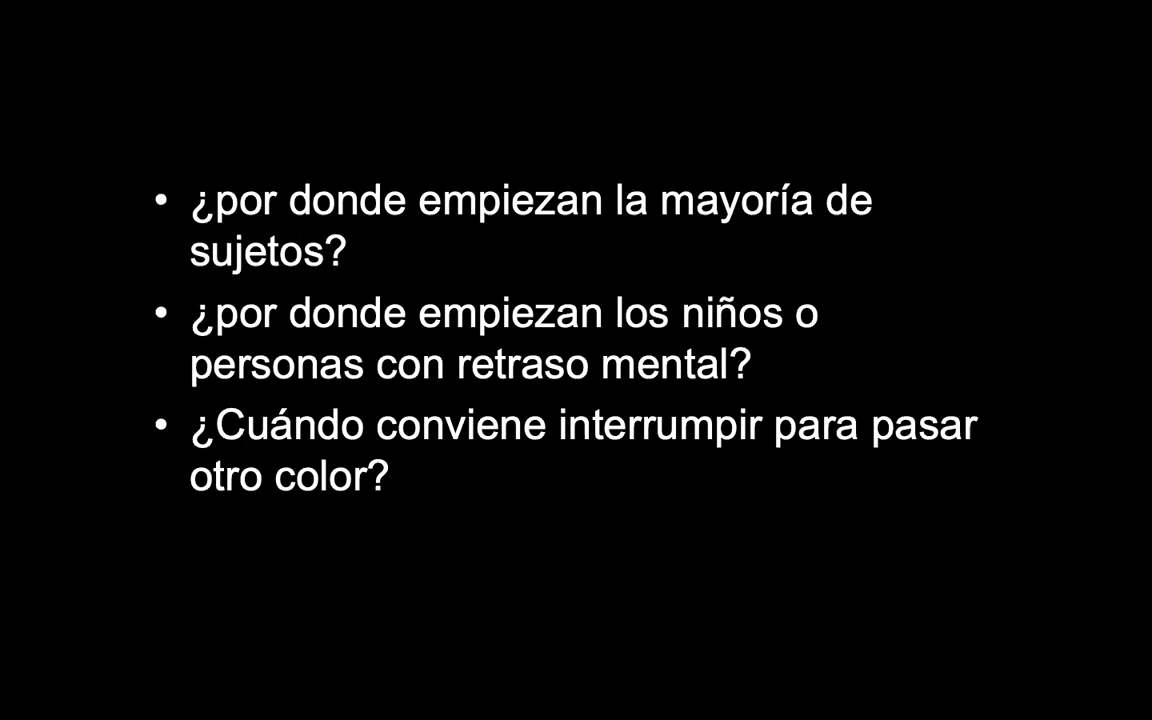 • ¿por donde empiezan la mayoría de
sujetos?
• ¿por donde empiezan los niños o
personas con retraso mental?
• ¿Cuándo conviene interrumpir para pasar
otro color?